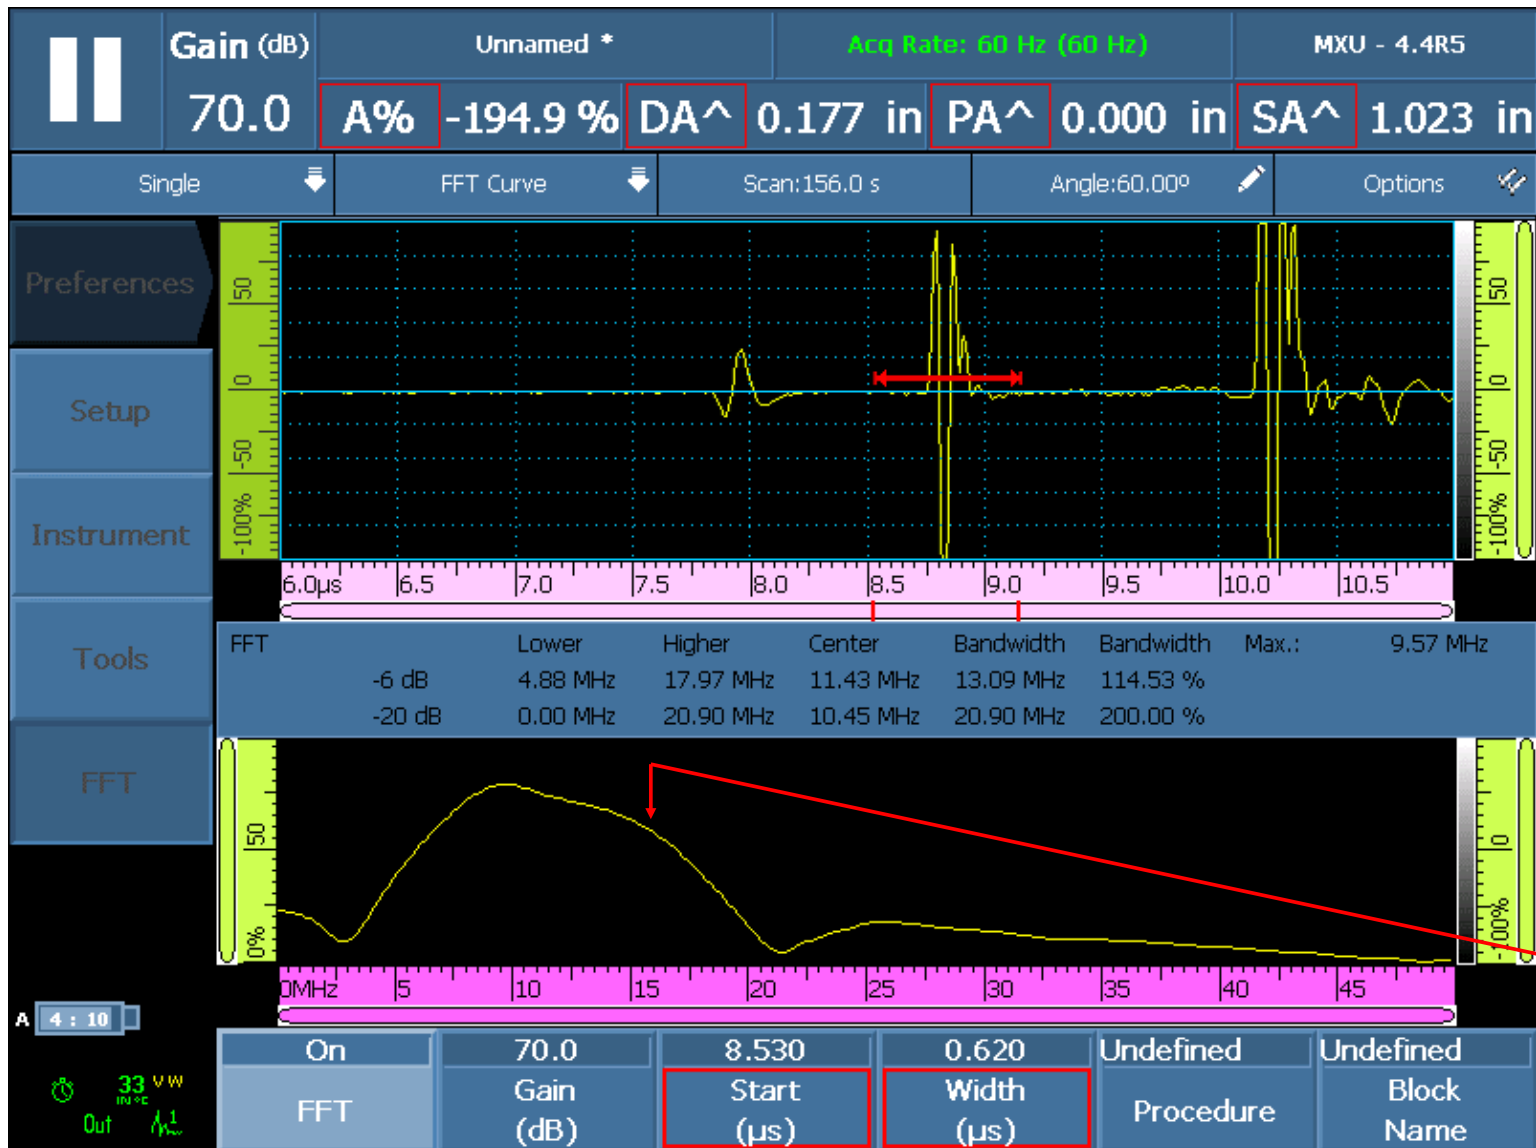 Gain (dB)
70.0
Unnamed *
Acq Rate: 60 Hz (60 Hz)
MXU - 4.4R5
A% -194.9 % DA^ 0.177 in PA^ 0.000 in SA^ 1.023 in
Single
FFT Curve
Scan:156.0 s
Angle:60.00º
Options
Preferences
Setup
Instrument
Tools
FFT
50
0
-50
-100%
50
0
-50
-100%
6.0µs 6.5 7.0 7.5 8.0 8.5 9.0 9.5 10.0 10.5
FFT Lower Higher Center Bandwidth Bandwidth Max.: 9.57 MHz
-6 dB 4.88 MHz 17.97 MHz 11.43 MHz 13.09 MHz 114.53 %
-20 dB 0.00 MHz 20.90 MHz 10.45 MHz 20.90 MHz 200.00 %
50
0%
0
-100%
0MHz 5 10 15 20 25 30 35 40 45
A 4 : 10
33 V W
IN °C
Out 1
On
FFT
70.0
Gain
(dB)
8.530
Start
(µs)
0.620
Width
(µs)
Undefined
Procedure
Undefined
Block
Name